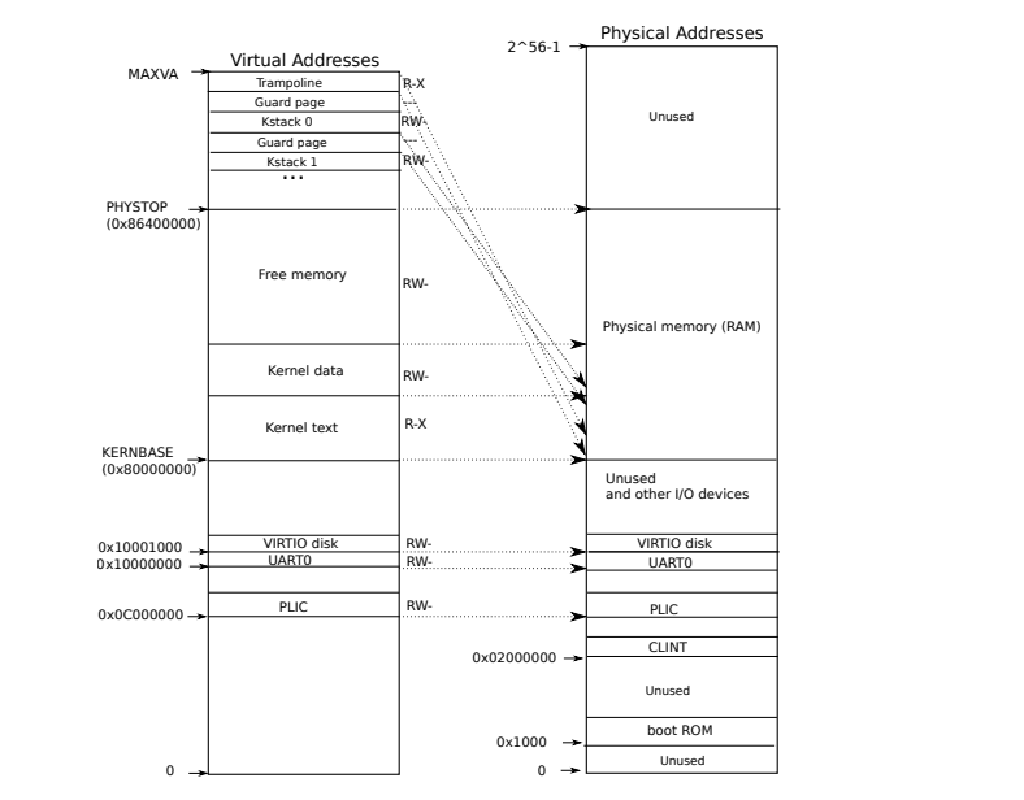 Physical Addresses
2^56-1
Virtual Addresses
MAXVA
Trampoline
R-X
Guard page
---
Kstack 0
RW-
Guard page
---
Kstack 1
RW-
...
Unused
PHYSTOP
(0x86400000)
Free memory
RW-
Physical memory (RAM)
Kernel data
RW-
Kernel text
R-X
KERNBASE
(0x80000000)
Unused
and other I/O devices
0x10001000
VIRTIO disk
RW-
VIRTIO disk
0x10000000
UART0
RW-
UART0
0x0C000000
PLIC
RW-
PLIC
CLINT
0x02000000
Unused
boot ROM
0x1000
Unused
0
0